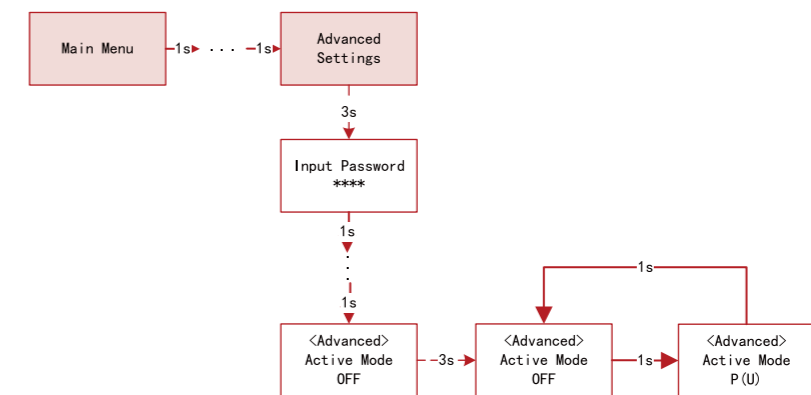 Main Menu
1s
...
1s
Advanced
Settings
3s
Input Password
****
1s
...
1s
1s
<Advanced>
Active Mode
OFF
3s
<Advanced>
Active Mode
OFF
1s
<Advanced>
Active Mode
P(U)